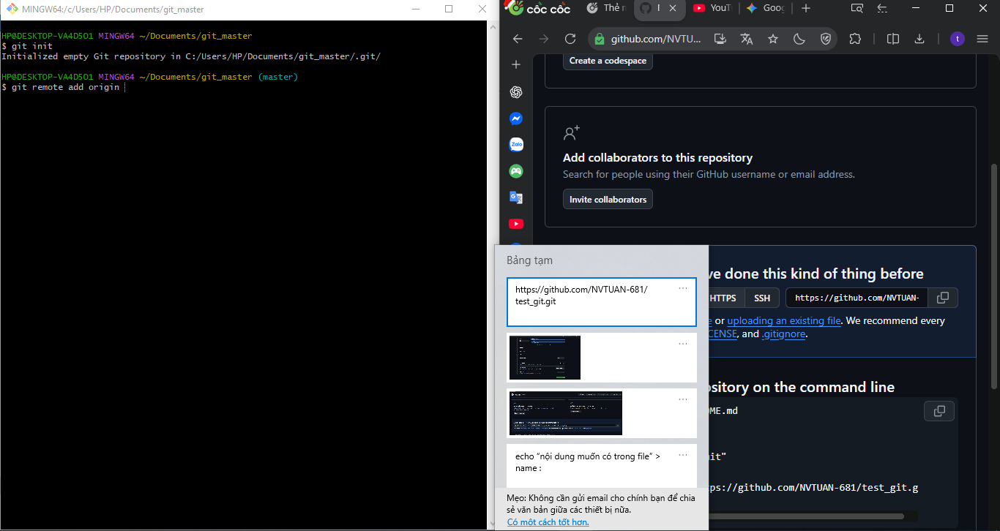 MINGW64:/c/Users/HP/Documents/git_master
HP@DESKTOP-VA4D5O1 MINGW64 ~/Documents/git_master
$ git init
Initialized empty Git repository in C:/Users/HP/Documents/git_master/.git/
HP@DESKTOP-VA4D5O1 MINGW64 ~/Documents/git_master (master)
$ git remote add origin
cốc cốc
Thẻ
YouT
Goog
github.com/NVTU...
t
Create a codespace
Zalo
Add collaborators to this repository
Search for people using their GitHub username or email address.
Invite collaborators
ve done this kind of thing before
HTTPS
SSH
https://github.com/NVTUAN-
e or uploading an existing file. We recommend every
CENSE, and .gitignore.
ository on the command line
OME.md
it"
ps://github.com/NVTUAN-681/test_git.g
Bảng tạm
https://github.com/NVTUAN-681/
test_git.git
echo “nội dung muốn có trong file” >
name :
Mẹo: Không cần gửi email cho chính bạn để chia
sẻ văn bản giữa các thiết bị nữa.
Có một cách tốt hơn.